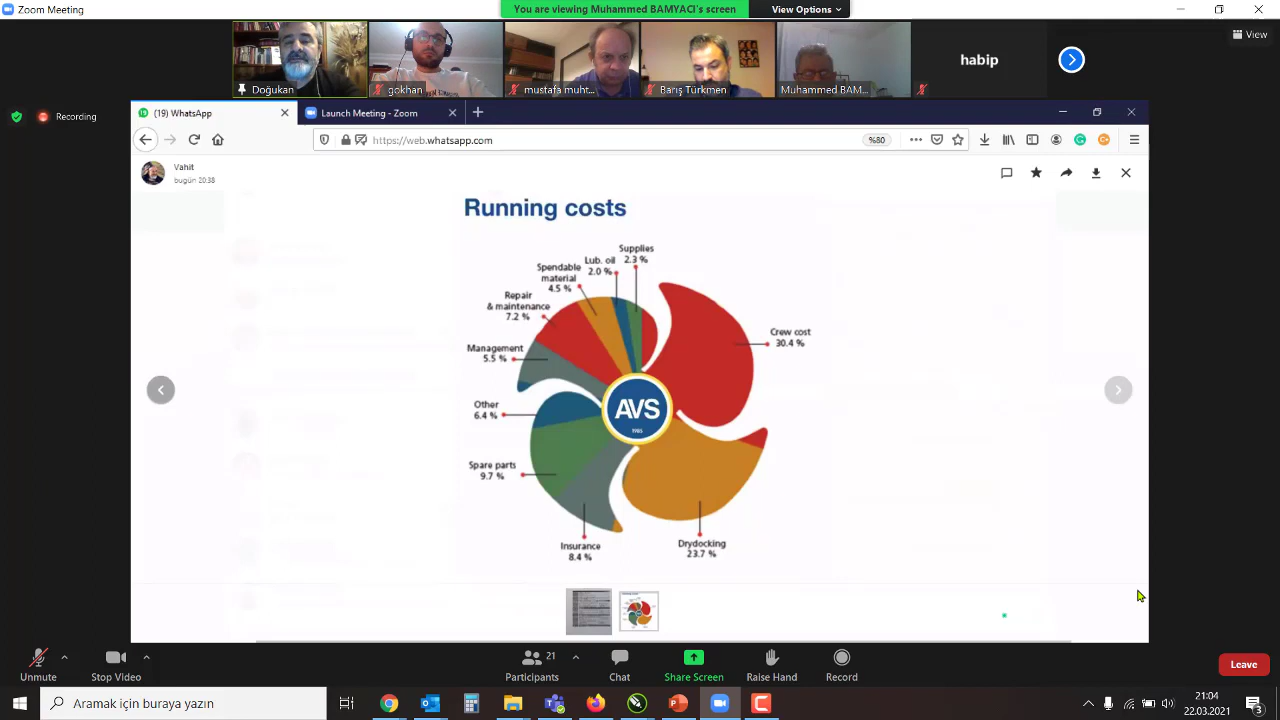 Zoom Meeting
You are viewing Muhammed BAMYACI's screen
View Options
View
Doğukan
gökhan
mustafa muht...
Barış Türkmen
Muhammed BAM...
habip
Recording
(19) WhatsApp
Launch Meeting - Zoom
https://web.whatsapp.com
%80
Vahit
bugün 20:38
Running costs
Supplies
2.3 %
Lub. oil
2.0 %
Spendable
material
4.5 %
Repair
& maintenance
7.2 %
Crew cost
30.4 %
Management
5.5 %
Other
6.4 %
AVS
1985
Spare parts
9.7 %
Insurance
8.4 %
Drydocking
23.7 %
Unmute
Stop Video
21
Participants
Chat
Share Screen
Raise Hand
Record
Leave
Aramak için buraya yazın
21:04
22.03.2021
3